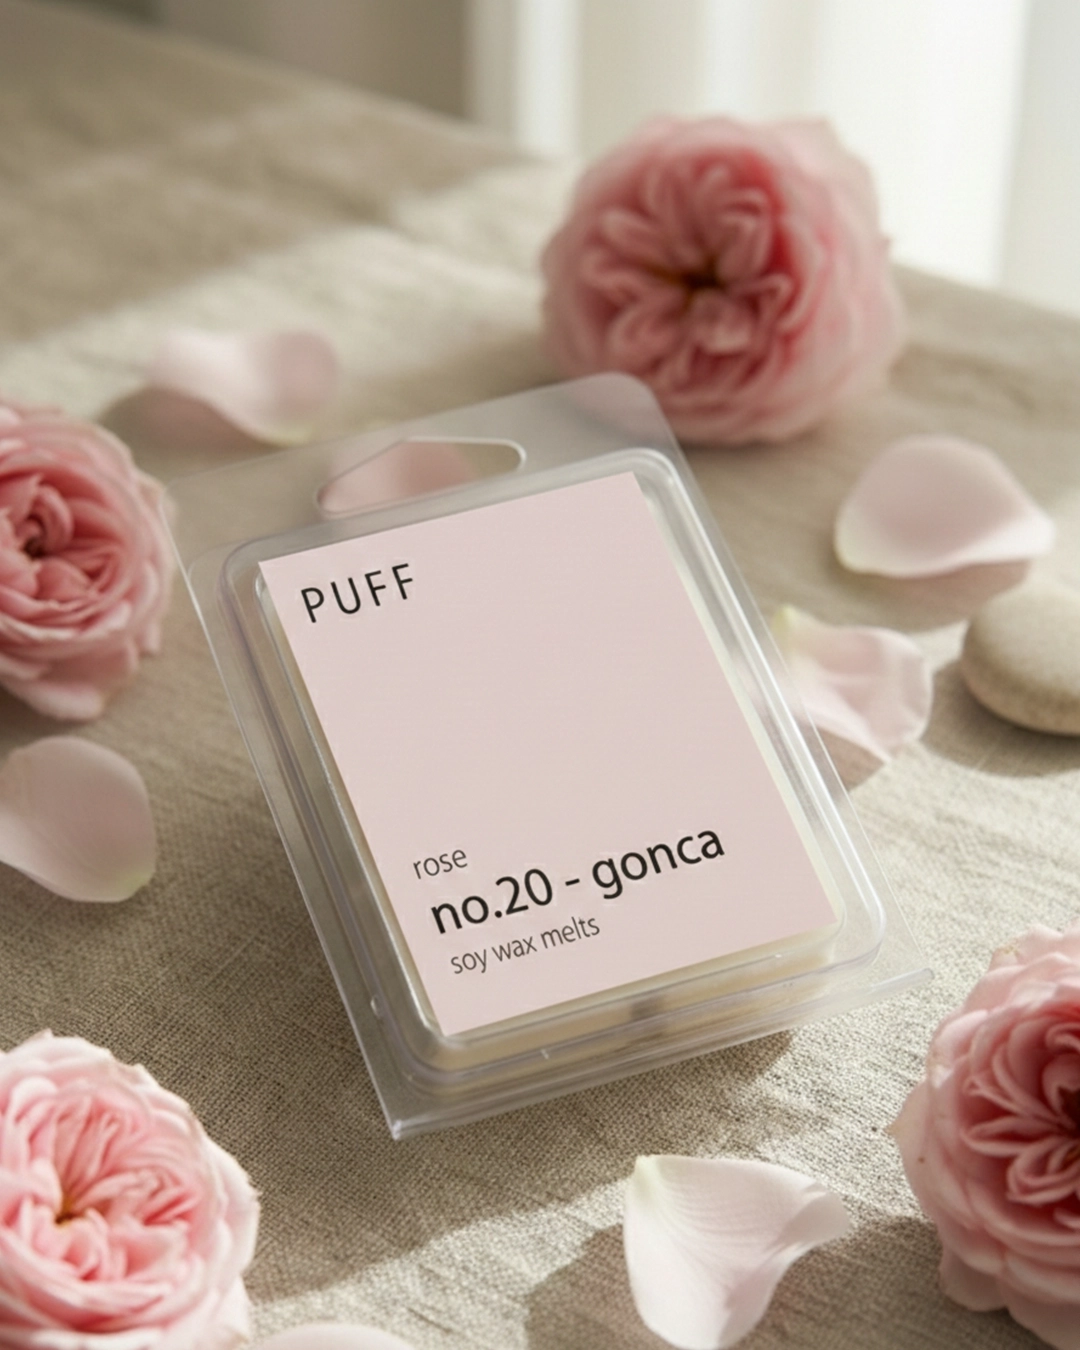 PUFF
rose
no.20 - gonca
soy wax melts